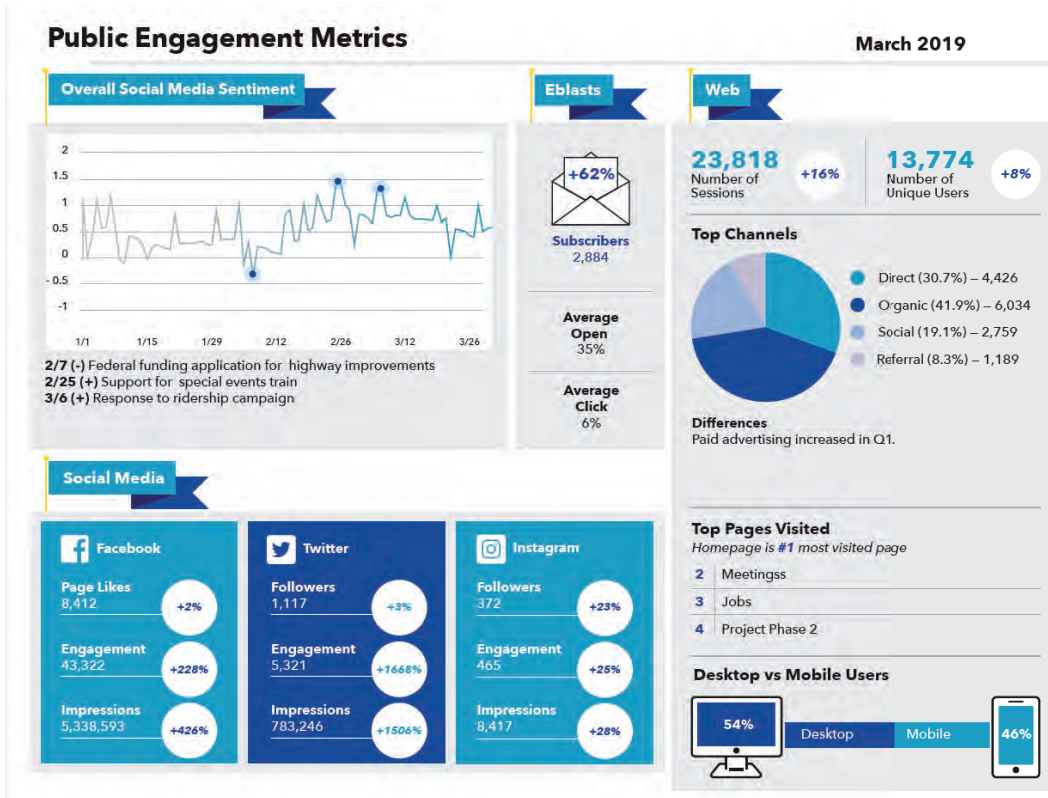 Public Engagement Metrics
March 2019
Overall Social Media Sentiment
2
1.5
1
0.5
0
- 0.5
-1
1/1
1/15
1/29
2/12
2/26
3/12
3/26
2/7 (-) Federal funding application for highway improvements
2/25 (+) Support for special events train
3/6 (+) Response to ridership campaign
Eblasts
+62%
Subscribers
2,884
Average
Open
35%
Average
Click
6%
Web
23,818
Number of
Sessions
+16%
13,774
Number of
Unique Users
+8%
Top Channels
Direct (30.7%) – 4,426
Organic (41.9%) – 6,034
Social (19.1%) – 2,759
Referral (8.3%) – 1,189
Differences
Paid advertising increased in Q1.
Top Pages Visited
Homepage is #1 most visited page
2 Meetingss
3 Jobs
4 Project Phase 2
Desktop vs Mobile Users
54%
Desktop
Mobile
46%
Social Media
Facebook
Page Likes
8,412
+2%
Engagement
43,322
+228%
Impressions
5,338,593
+426%
Twitter
Followers
1,117
+3%
Engagement
5,321
+1668%
Impressions
783,246
+1506%
Instagram
Followers
372
+23%
Engagement
465
+25%
Impressions
8,417
+28%